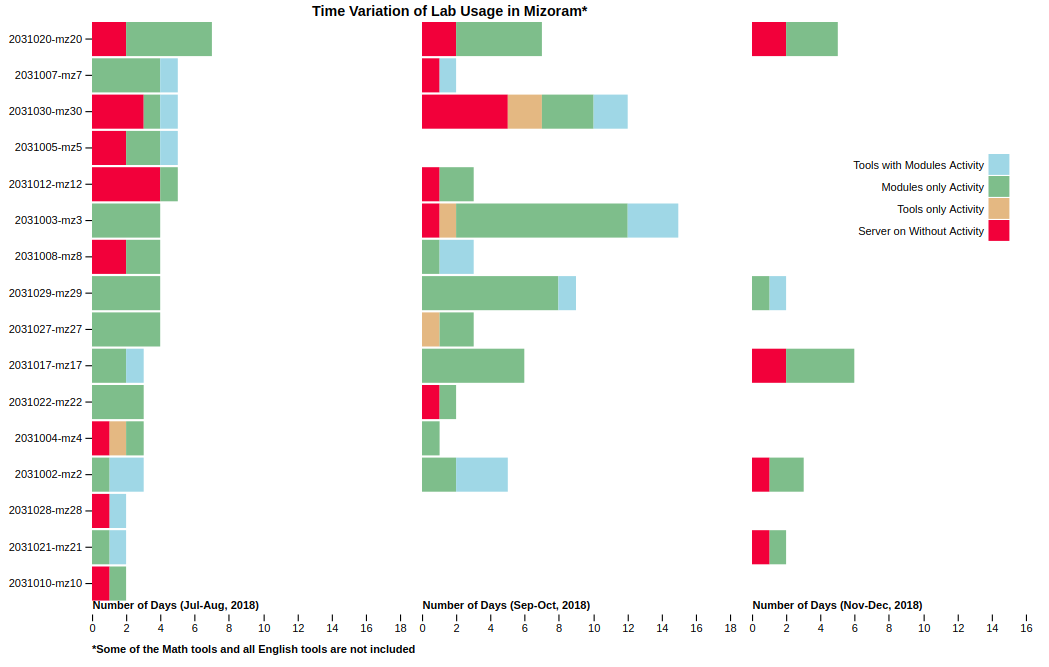 Time Variation of Lab Usage in Mizoram*
2031020-mz20
2031007-mz7
2031030-mz30
2031005-mz5
2031012-mz12
2031003-mz3
2031008-mz8
2031029-mz29
2031027-mz27
2031017-mz17
2031022-mz22
2031004-mz4
2031002-mz2
2031028-mz28
2031021-mz21
2031010-mz10
Tools with Modules Activity
Modules only Activity
Tools only Activity
Server on Without Activity
Number of Days (Jul-Aug, 2018)
0 2 4 6 8 10 12 14 16 18
Number of Days (Sep-Oct, 2018)
0 2 4 6 8 10 12 14 16 18
Number of Days (Nov-Dec, 2018)
0 2 4 6 8 10 12 14 16
*Some of the Math tools and all English tools are not included